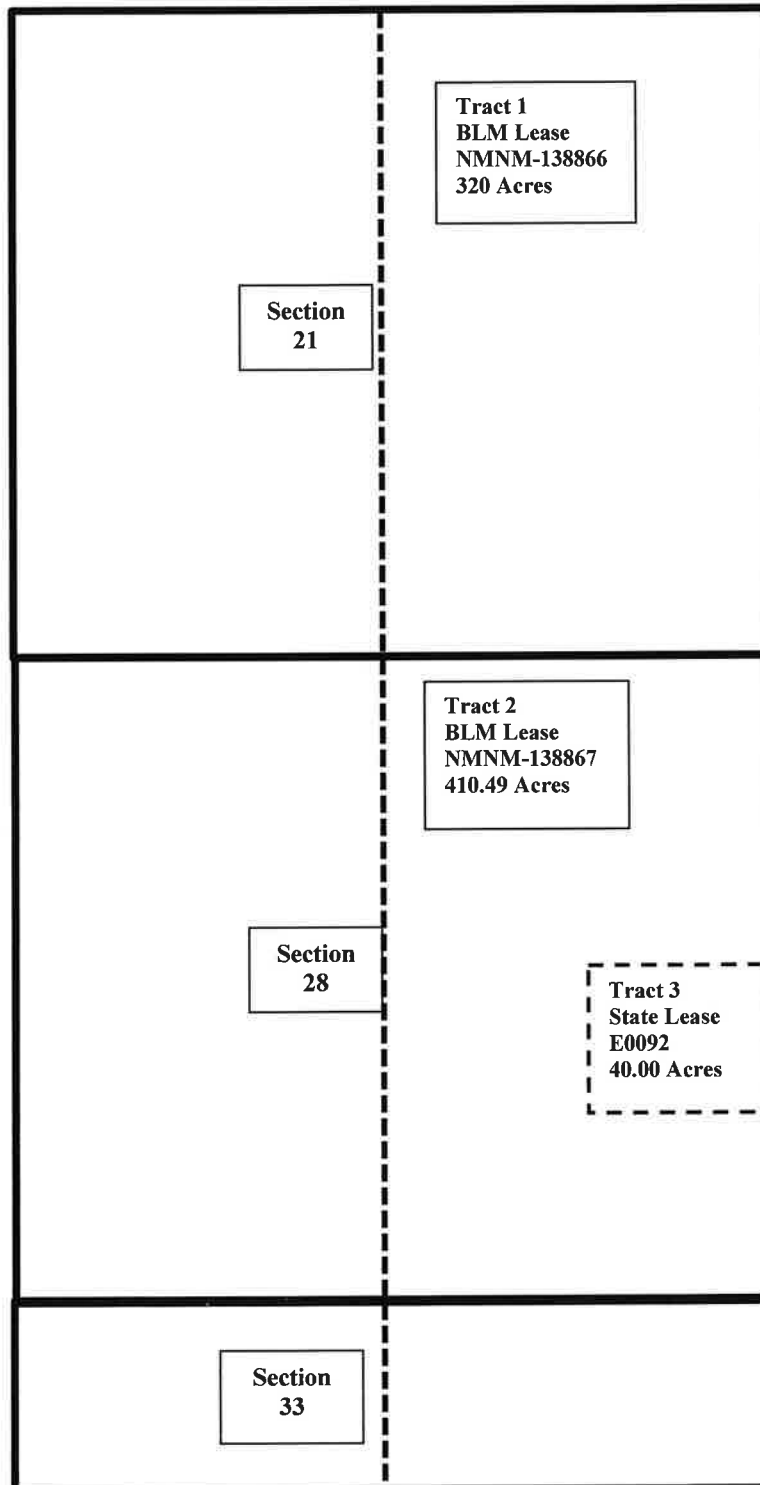 Tract 1
BLM Lease
NMNM-138866
320 Acres
Section
21
Tract 2
BLM Lease
NMNM-138867
410.49 Acres
Section
28
Tract 3
State Lease
E0092
40.00 Acres
Section
33